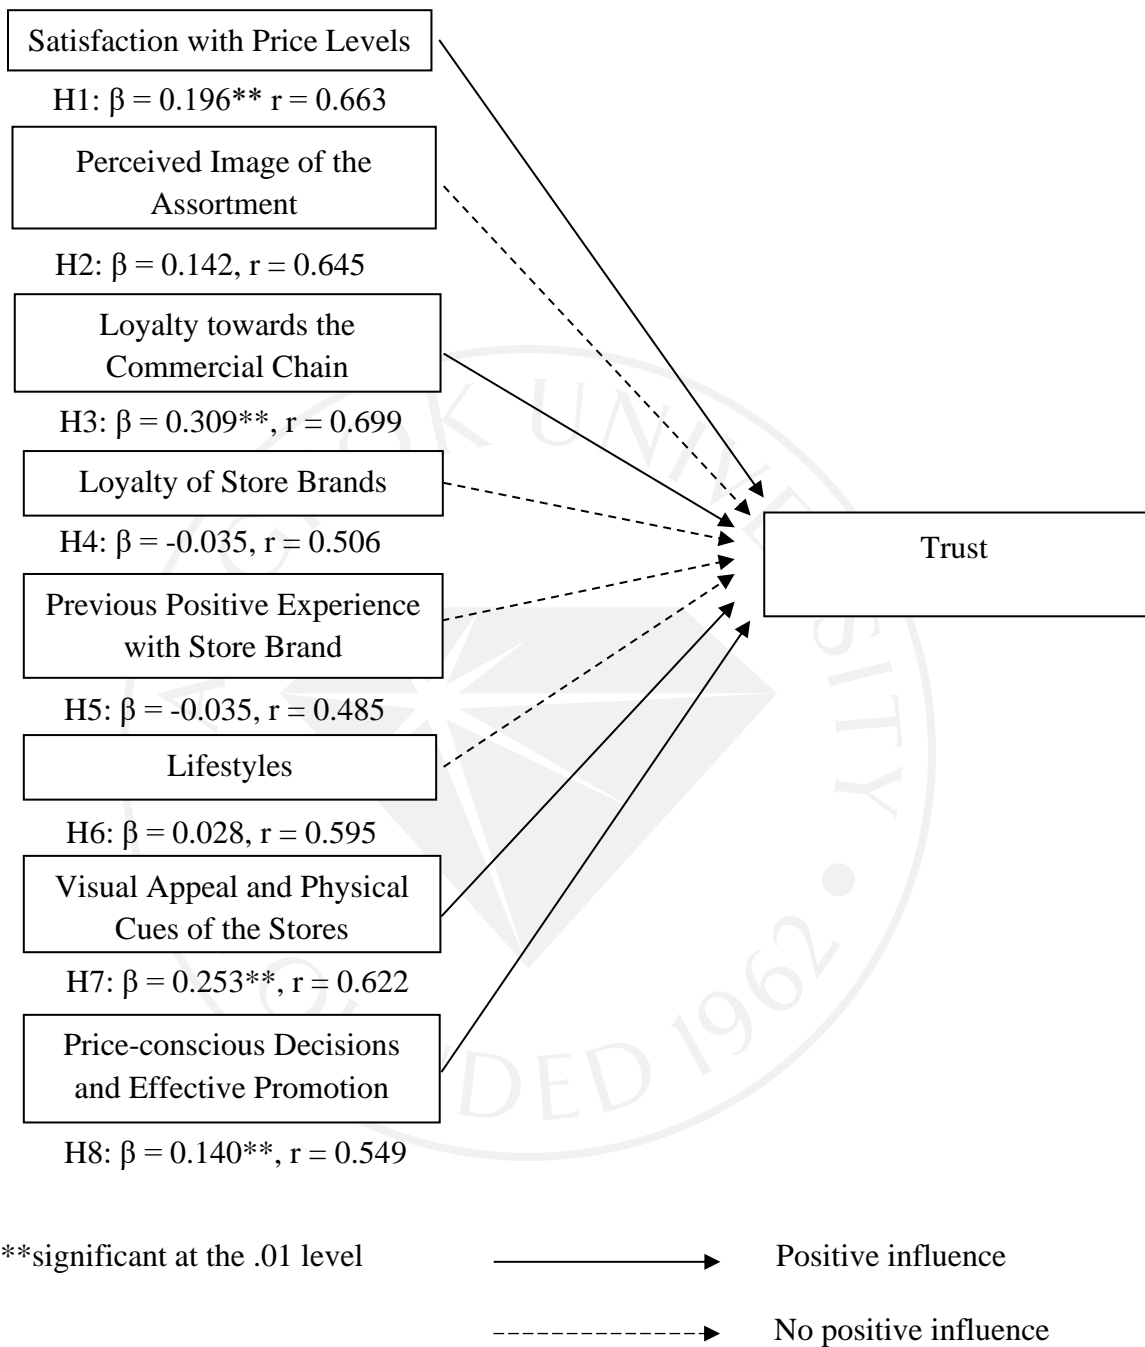 Satisfaction with Price Levels
H1: β = 0.196** r = 0.663
Perceived Image of the
Assortment
H2: β = 0.142, r = 0.645
Loyalty towards the
Commercial Chain
H3: β = 0.309**, r = 0.699
Loyalty of Store Brands
H4: β = -0.035, r = 0.506
Trust
Previous Positive Experience
with Store Brand
H5: β = -0.035, r = 0.485
Lifestyles
H6: β = 0.028, r = 0.595
Visual Appeal and Physical
Cues of the Stores
H7: β = 0.253**, r = 0.622
Price-conscious Decisions
and Effective Promotion
H8: β = 0.140**, r = 0.549
**significant at the .01 level
Positive influence
No positive influence
UNIVERSITY
1962